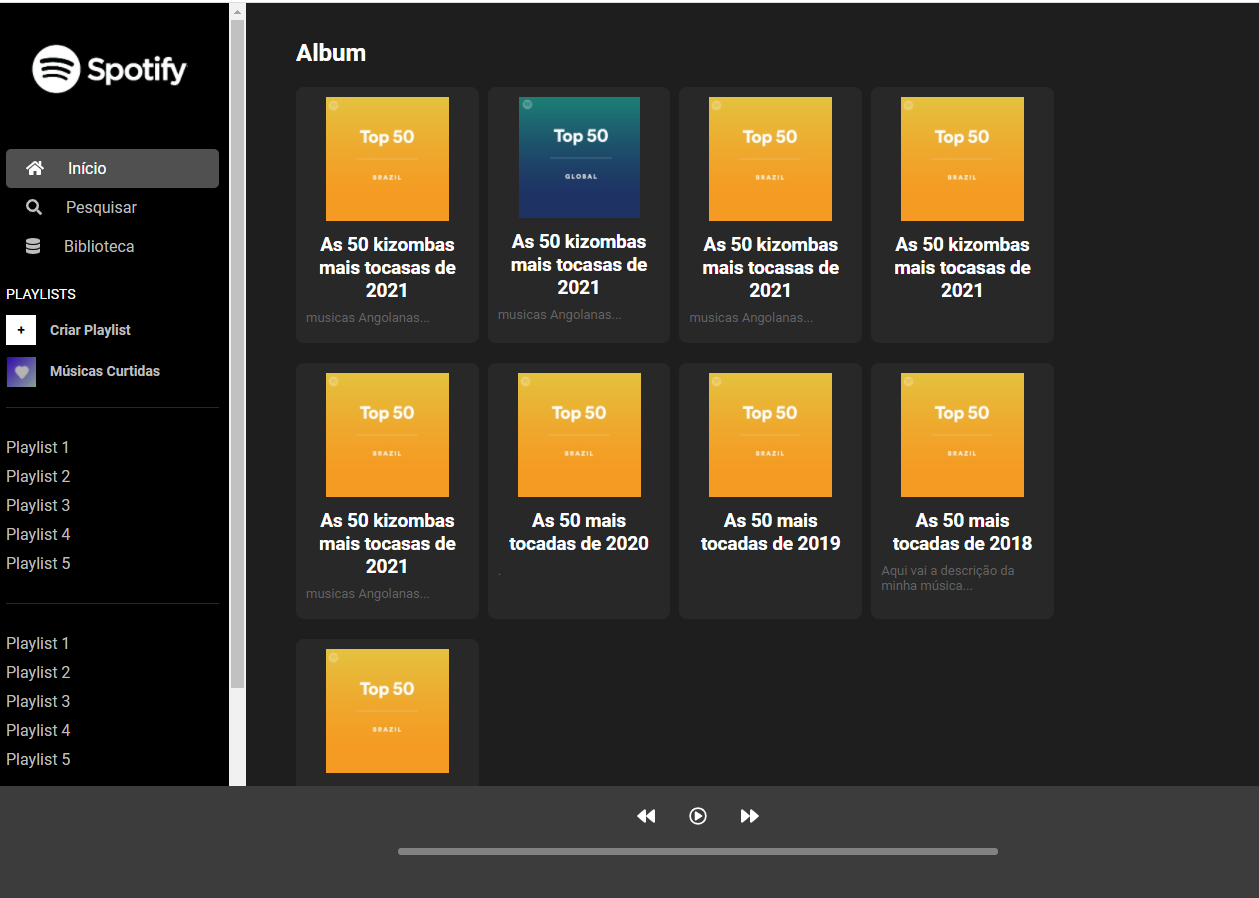 Spotify
Início
Pesquisar
Biblioteca
PLAYLISTS
+ Criar Playlist
Músicas Curtidas
Playlist 1
Playlist 2
Playlist 3
Playlist 4
Playlist 5
Playlist 1
Playlist 2
Playlist 3
Playlist 4
Playlist 5
Album
Top 50
BRAZIL
As 50 kizombas
mais tocasas de
2021
musicas Angolanas...
Top 50
GLOBAL
As 50 kizombas
mais tocasas de
2021
musicas Angolanas...
Top 50
BRAZIL
As 50 kizombas
mais tocasas de
2021
musicas Angolanas...
Top 50
BRAZIL
As 50 kizombas
mais tocasas de
2021
Top 50
BRAZIL
As 50 kizombas
mais tocasas de
2021
musicas Angolanas...
Top 50
BRAZIL
As 50 mais
tocadas de 2020
.
Top 50
BRAZIL
As 50 mais
tocadas de 2019
Top 50
BRAZIL
As 50 mais
tocadas de 2018
Aqui vai a descrição da
minha música...
Top 50
BRAZIL